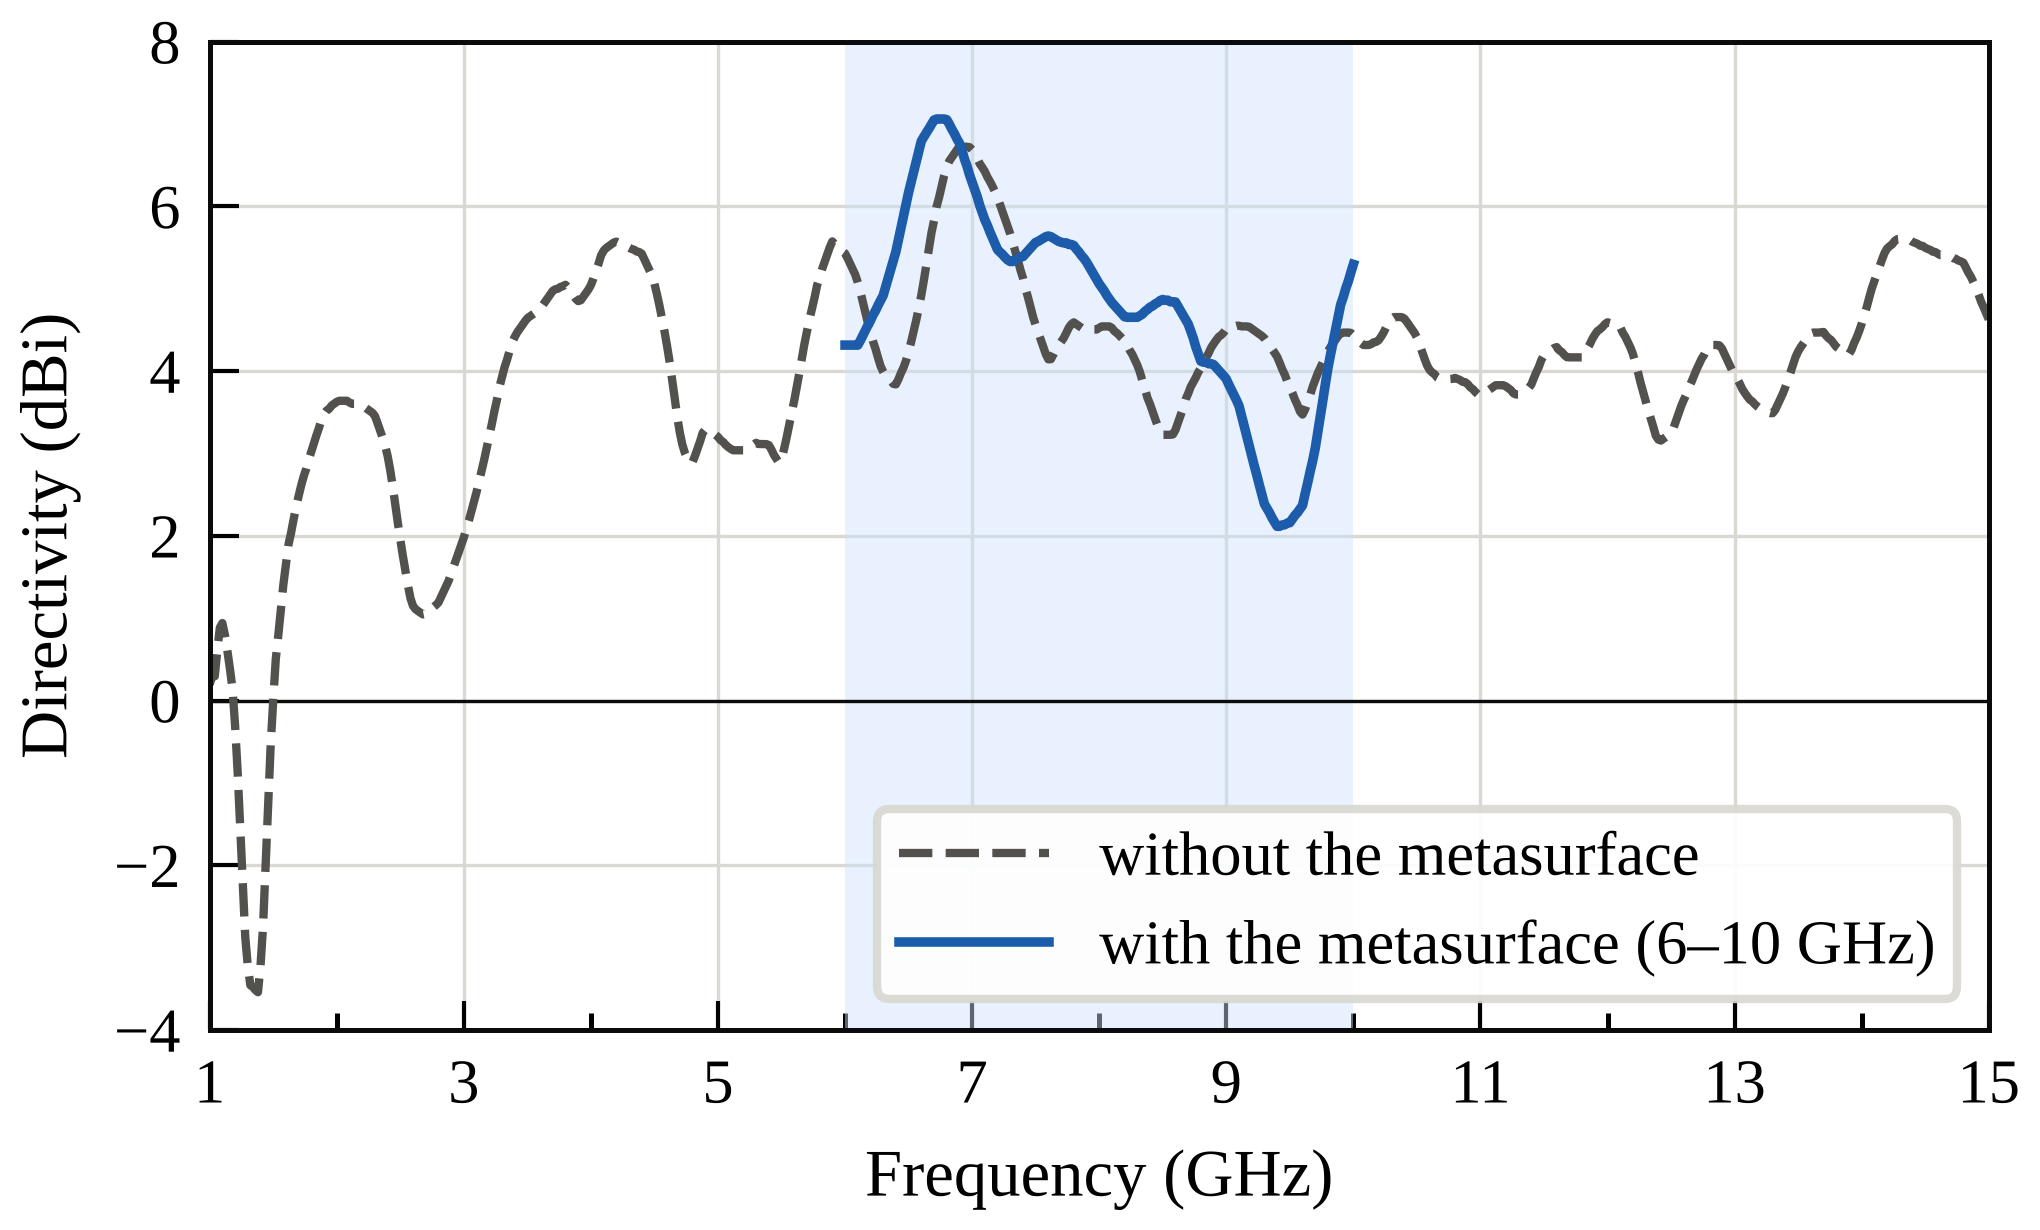 8
6
4
2
0
−2
−4
Directivity (dBi)
without the metasurface
with the metasurface (6–10 GHz)
1 3 5 7 9 11 13 15
Frequency (GHz)